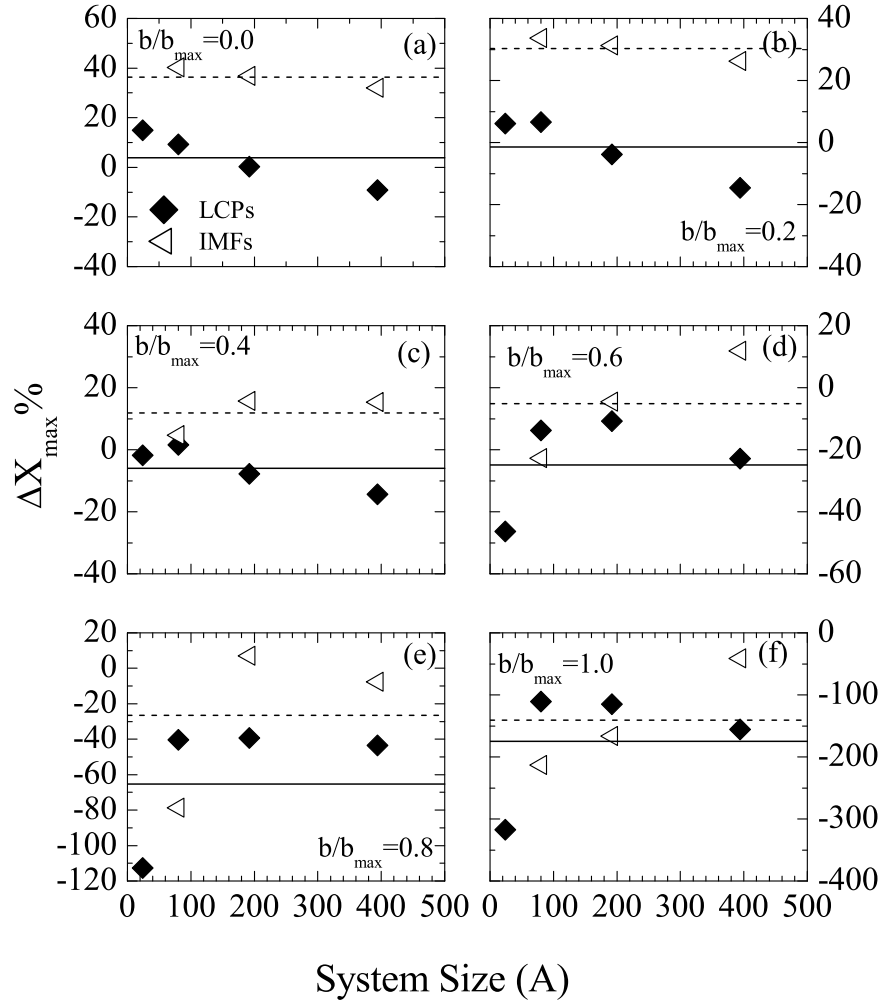 b/b_max=0.0 (a)
60
40
20
0
-20
-40
LCPs
IMFs
(b)
b/b_max=0.2
40
20
0
-20
-40
b/b_max=0.4 (c)
40
20
0
-20
-40
b/b_max=0.6 (d)
20
0
-20
-40
-60
ΔX_max%
(e)
b/b_max=0.8
20
0
-20
-40
-60
-80
-100
-120
0 100 200 300 400 500
b/b_max=1.0 (f)
0
-100
-200
-300
-400
0 100 200 300 400 500
System Size (A)